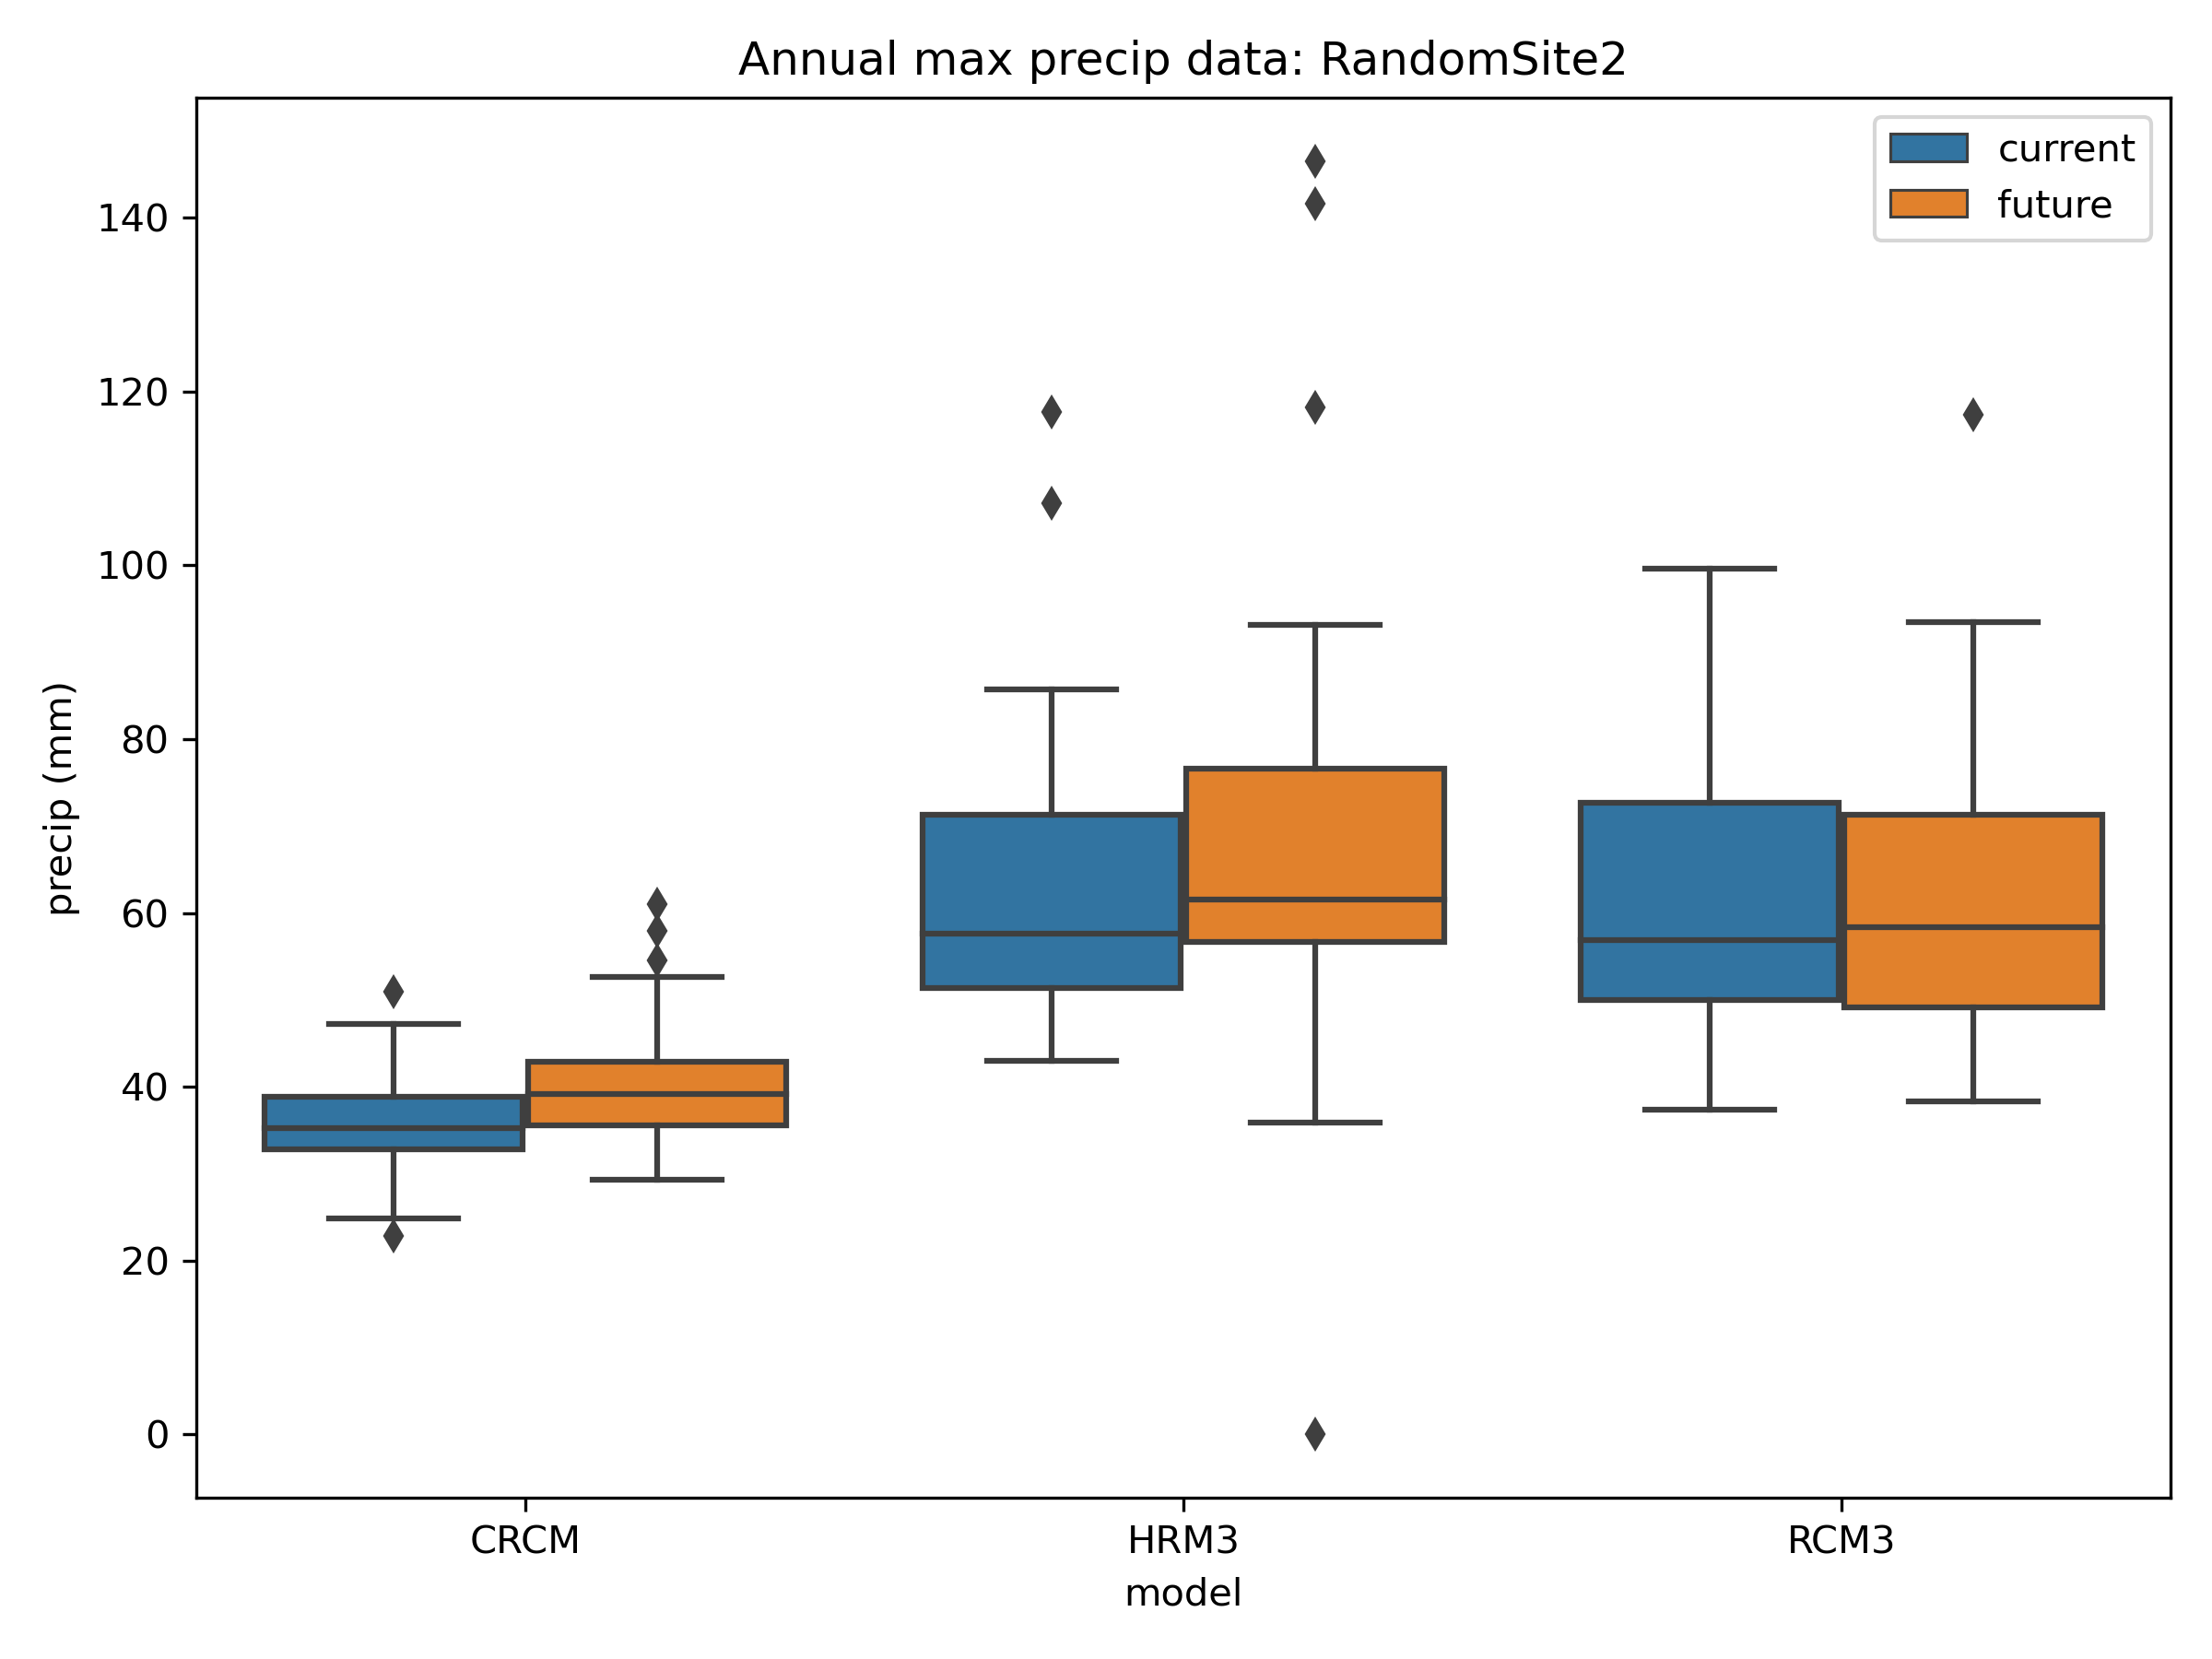 Annual max precip data: RandomSite2
current
future
140
120
100
80
60
40
20
0
precip (mm)
CRCM HRM3 RCM3
model